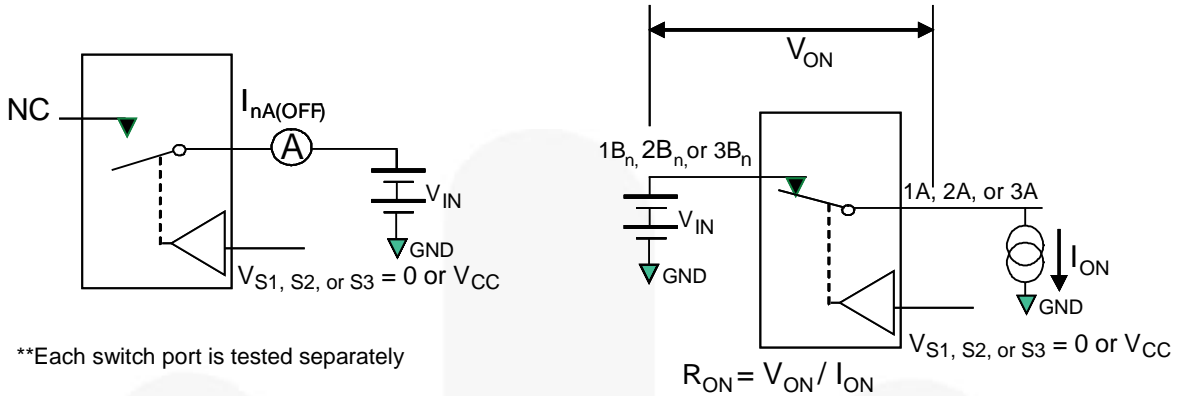 NC
I_nA(OFF)
A
V_IN
GND
V_S1, S2, or S3 = 0 or V_CC
**Each switch port is tested separately
V_ON
1B_n, 2B_n, or 3B_n
1A, 2A, or 3A
V_IN
GND
I_ON
GND
V_S1, S2, or S3 = 0 or V_CC
R_ON = V_ON / I_ON